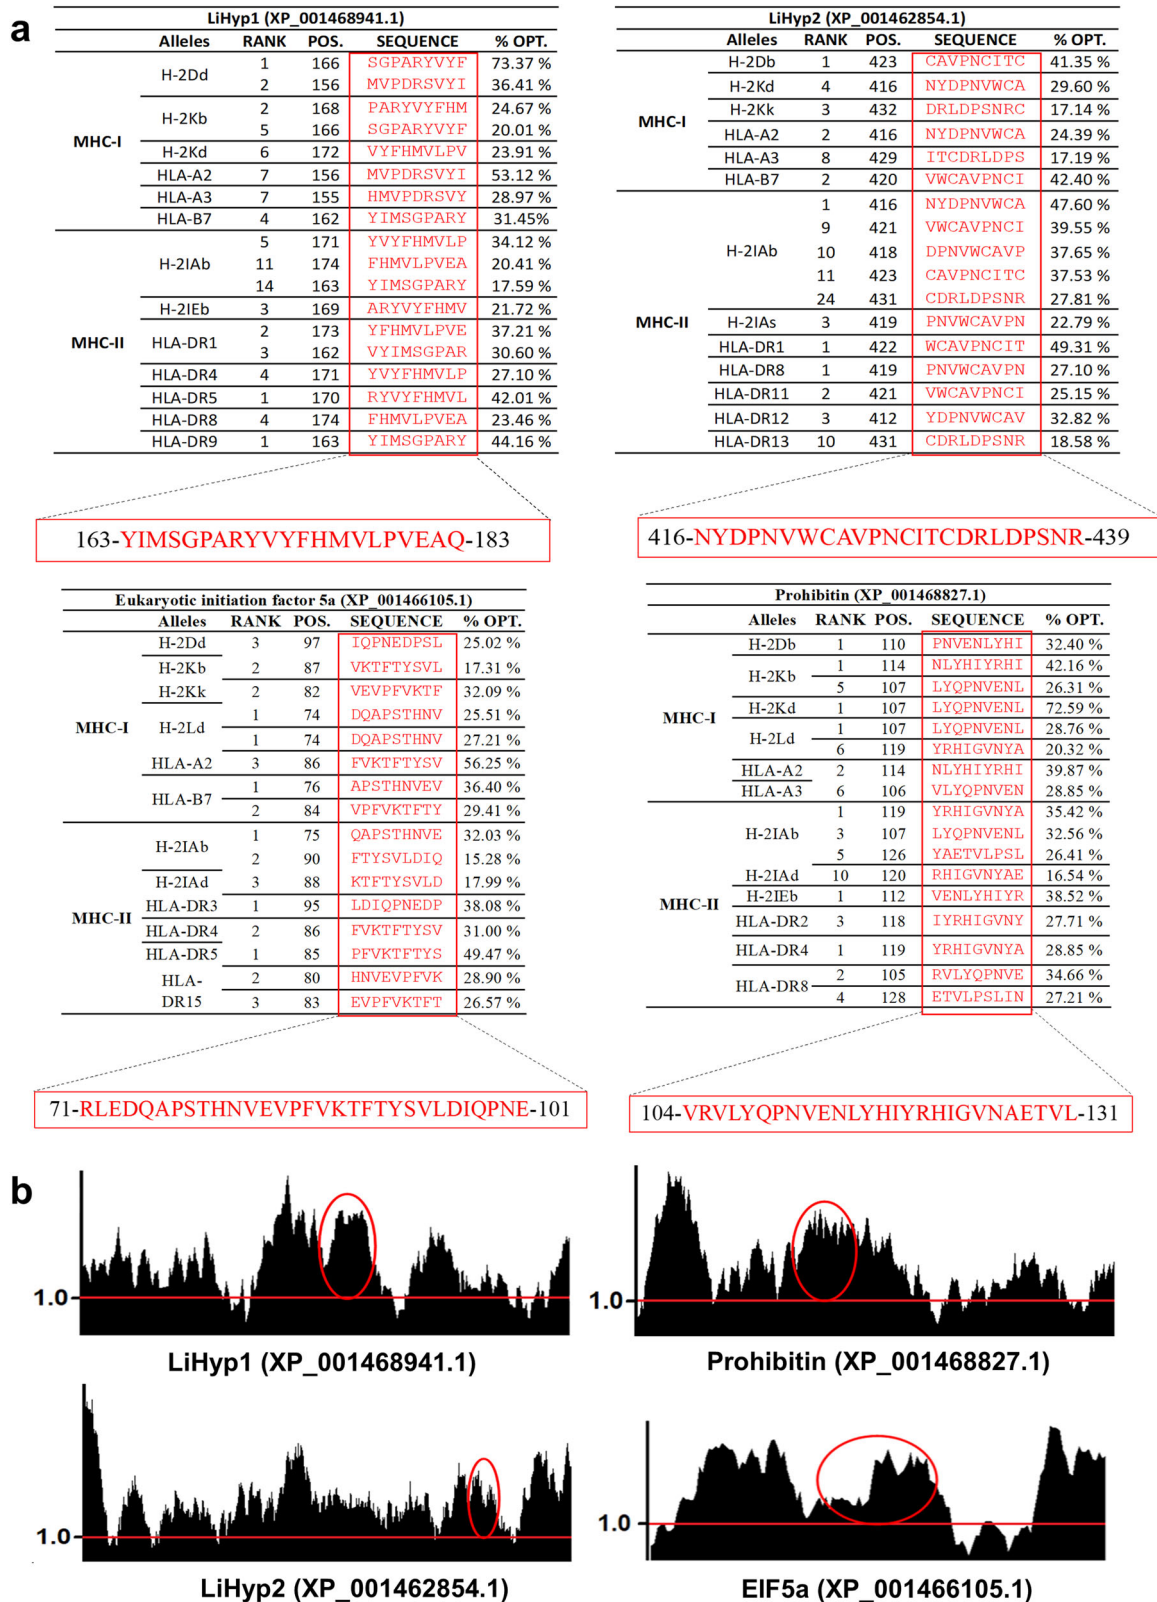 a
LiHyp1 (XP_001468941.1)
Alleles RANK POS. SEQUENCE % OPT.
MHC-I
H-2Dd 1 166 SGPARYVYF 73.37 %
2 156 MVPDRSVYI 36.41 %
H-2Kb 2 168 PARYVYFHM 24.67 %
5 166 SGPARYVYF 20.01 %
H-2Kd 6 172 VYFHMVLPV 23.91 %
HLA-A2 7 156 MVPDRSVYI 53.12 %
HLA-A3 7 155 HMVPDRSVY 28.97 %
HLA-B7 4 162 YIMSGPARY 31.45%
MHC-II
H-2IAb 5 171 YVYFHMVLP 34.12 %
11 174 FHMVLPVEA 20.41 %
14 163 YIMSGPARY 17.59 %
H-2IEb 3 169 ARYVYFHMV 21.72 %
HLA-DR1 2 173 YFHMVLPVE 37.21 %
3 162 VYIMSGPAR 30.60 %
HLA-DR4 4 171 YVYFHMVLP 27.10 %
HLA-DR5 1 170 RYVYFHMVL 42.01 %
HLA-DR8 4 174 FHMVLPVEA 23.46 %
HLA-DR9 1 163 YIMSGPARY 44.16 %
163-YIMSGPARYVYFHMVLPVEAQ-183
LiHyp2 (XP_001462854.1)
Alleles RANK POS. SEQUENCE % OPT.
MHC-I
H-2Db 1 423 CAVPNCITC 41.35 %
H-2Kd 4 416 NYDPNVWCA 29.60 %
H-2Kk 3 432 DRLDPSNRC 17.14 %
HLA-A2 2 416 NYDPNVWCA 24.39 %
HLA-A3 8 429 ITCDRLDPS 17.19 %
HLA-B7 2 420 VWCAVPNCI 42.40 %
MHC-II
H-2IAb 1 416 NYDPNVWCA 47.60 %
9 421 VWCAVPNCI 39.55 %
10 418 DPNVWCAVP 37.65 %
11 423 CAVPNCITC 37.53 %
24 431 CDRLDPSNR 27.81 %
H-2IAs 3 419 PNVWCAVPN 22.79 %
HLA-DR1 1 422 WCAVPNCIT 49.31 %
HLA-DR8 1 419 PNVWCAVPN 27.10 %
HLA-DR11 2 421 VWCAVPNCI 25.15 %
HLA-DR12 3 412 YDPNVWCAV 32.82 %
HLA-DR13 10 431 CDRLDPSNR 18.58 %
416-NYDPNVWCAVPNCITCDRLDPSNR-439
Eukaryotic initiation factor 5a (XP_001466105.1)
Alleles RANK POS. SEQUENCE % OPT.
MHC-I
H-2Dd 3 97 IQPNEDPSL 25.02 %
H-2Kb 2 87 VKTFTYSVL 17.31 %
H-2Kk 2 82 VEVPFVKTF 32.09 %
H-2Ld 1 74 DQAPSTHNV 25.51 %
1 74 DQAPSTHNV 27.21 %
HLA-A2 3 86 FVKTFTYSV 56.25 %
HLA-B7 1 76 APSTHNVEV 36.40 %
2 84 VPFVKTFTY 29.41 %
MHC-II
H-2IAb 1 75 QAPSTHNVE 32.03 %
2 90 FTYSVLDIQ 15.28 %
H-2IAd 3 88 KTFTYSVLD 17.99 %
HLA-DR3 1 95 LDIQPNEDP 38.08 %
HLA-DR4 2 86 FVKTFTYSV 31.00 %
HLA-DR5 1 85 PFVKTFTYS 49.47 %
HLA-DR15 2 80 HNVEVPFVK 28.90 %
3 83 EVPFVKTFT 26.57 %
71-RLEDQAPSTHNVEVPFVKTFTYSVLDIQPNE-101
Prohibitin (XP_001468827.1)
Alleles RANK POS. SEQUENCE % OPT.
MHC-I
H-2Db 1 110 PNVENLYHI 32.40 %
H-2Kb 1 114 NLYHIYRHI 42.16 %
5 107 LYQPNVENL 26.31 %
H-2Kd 1 107 LYQPNVENL 72.59 %
H-2Ld 1 107 LYQPNVENL 28.76 %
6 119 YRHIGVNYA 20.32 %
HLA-A2 2 114 NLYHIYRHI 39.87 %
HLA-A3 6 106 VLYQPNVEN 28.85 %
MHC-II
H-2IAb 1 119 YRHIGVNYA 35.42 %
3 107 LYQPNVENL 32.56 %
5 126 YAETVLPSL 26.41 %
H-2IAd 10 120 RHIGVNYAE 16.54 %
H-2IEb 1 112 VENLYHIYR 38.52 %
HLA-DR2 3 118 IYRHIGVNY 27.71 %
HLA-DR4 1 119 YRHIGVNYA 28.85 %
HLA-DR8 2 105 RVLYQPNVE 34.66 %
4 128 ETVLPSLIN 27.21 %
104-VRVLYQPNVENLYHIYRHIGVNAETVL-131
b
1.0
LiHyp1 (XP_001468941.1)
1.0
Prohibitin (XP_001468827.1)
1.0
LiHyp2 (XP_001462854.1)
1.0
EIF5a (XP_001466105.1)